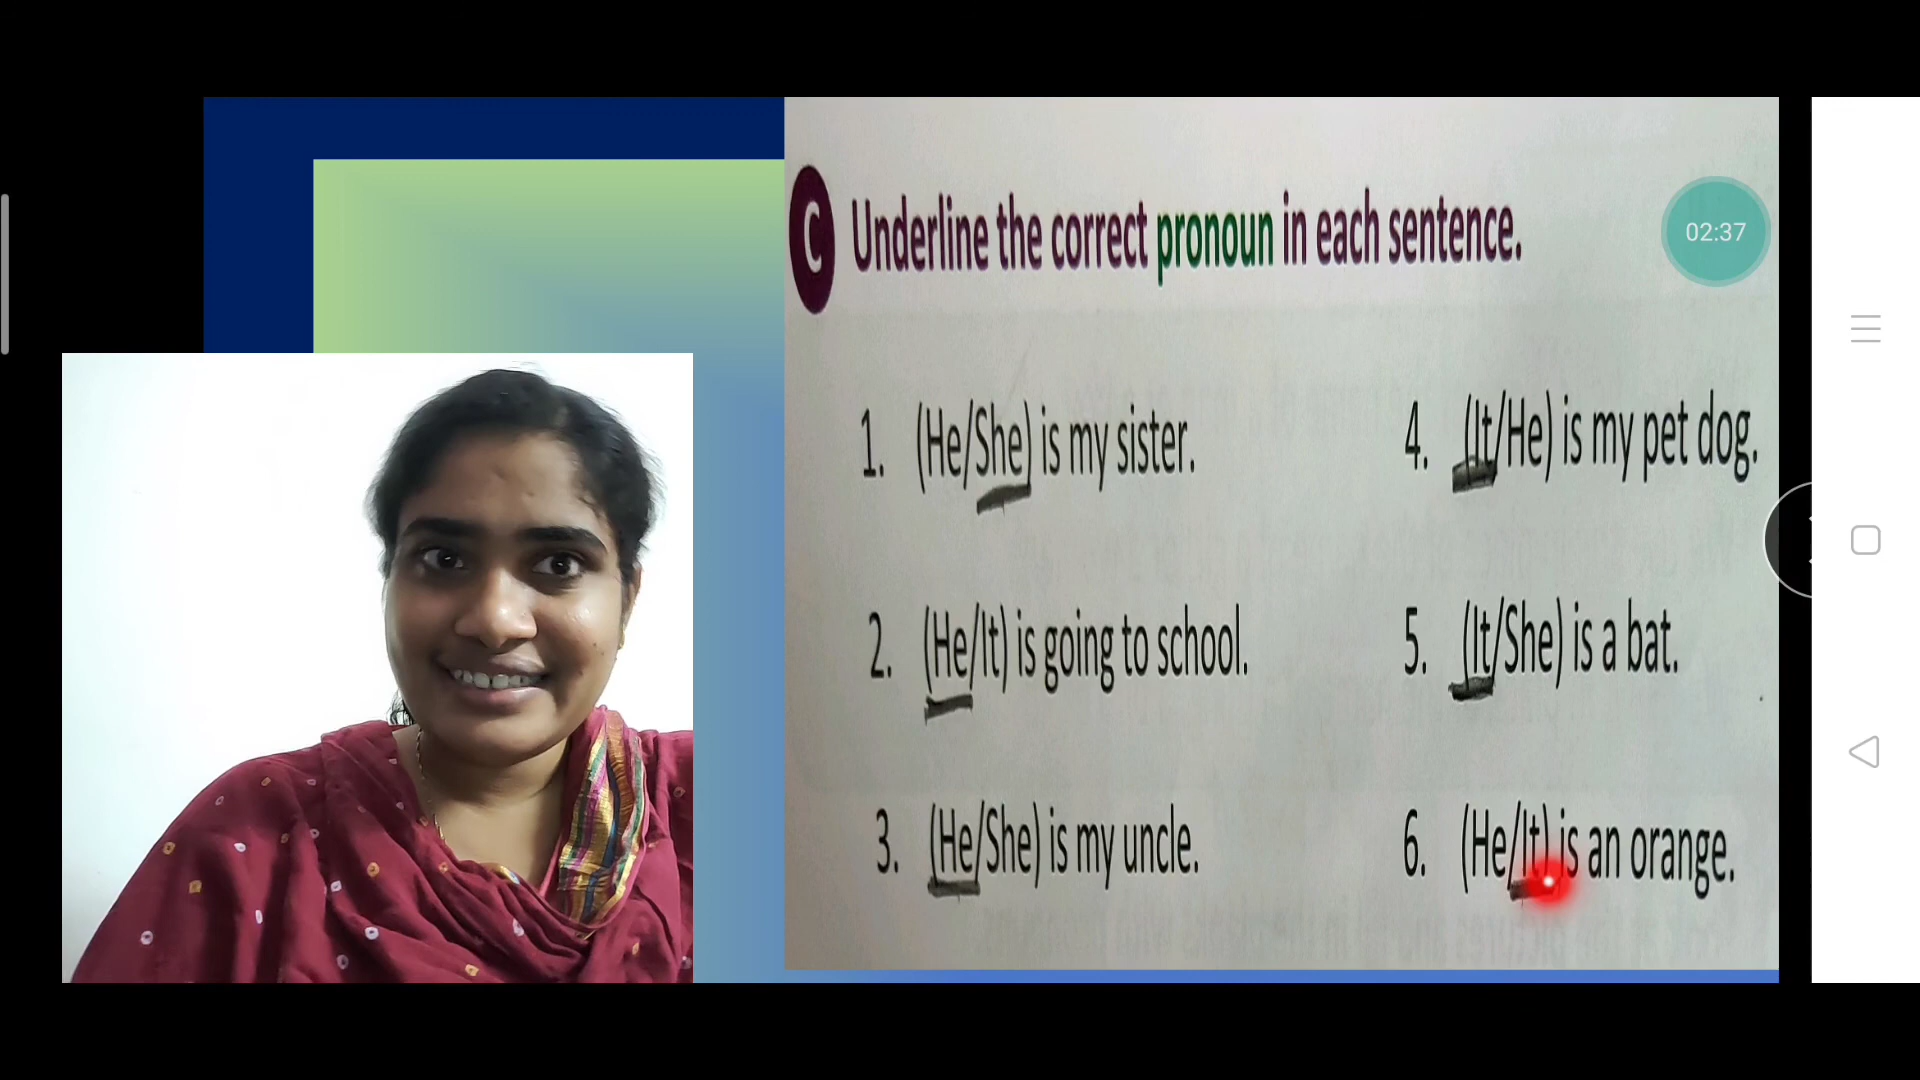 C Underline the correct pronoun in each sentence.
02:37
1. (He/She) is my sister.
2. (He/It) is going to school.
3. (He/She) is my uncle.
4. (It/He) is my pet dog.
5. (It/She) is a bat.
6. (He/It) is an orange.